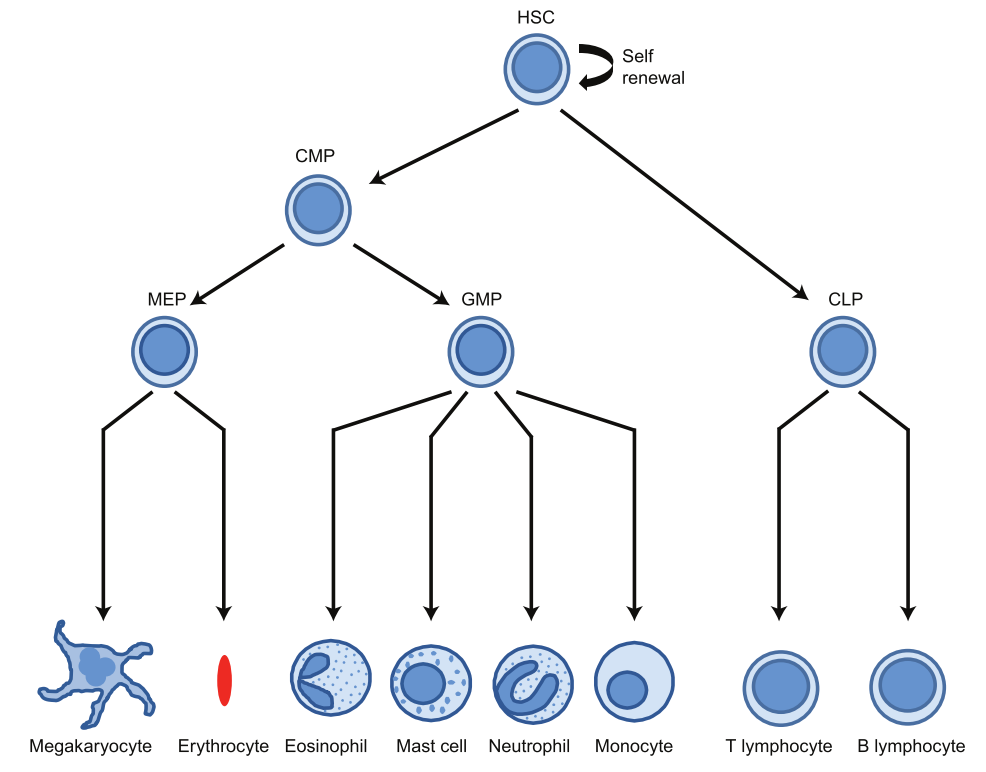 HSC
Self
renewal
CMP
MEP
GMP
CLP
Megakaryocyte
Erythrocyte
Eosinophil
Mast cell
Neutrophil
Monocyte
T lymphocyte
B lymphocyte